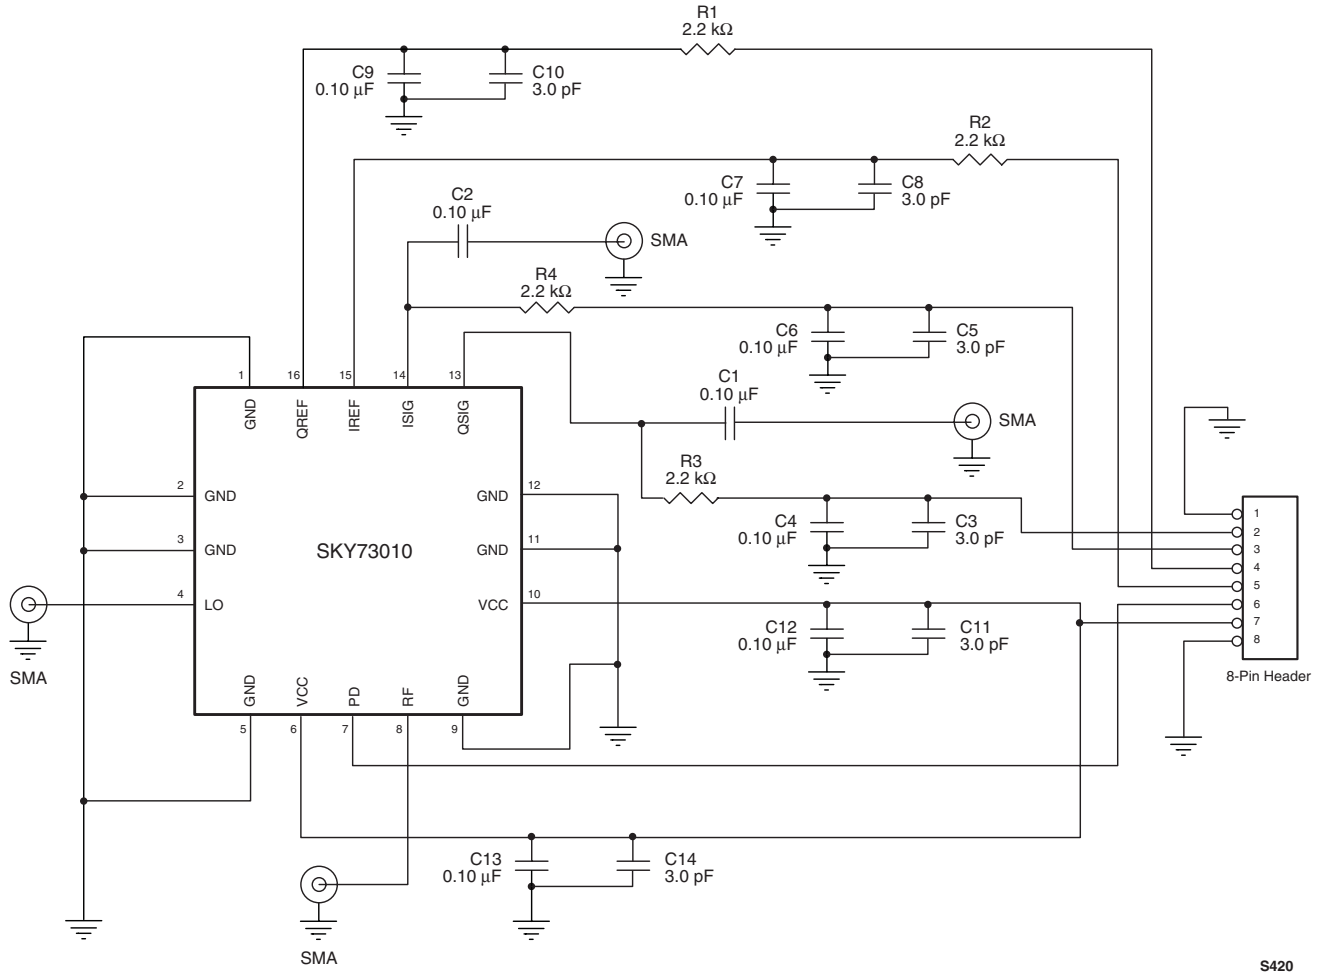 R1
2.2 kΩ
C9
0.10 µF
C10
3.0 pF
R2
2.2 kΩ
C7
0.10 µF
C8
3.0 pF
C2
0.10 µF
SMA
R4
2.2 kΩ
C6
0.10 µF
C5
3.0 pF
1
16
15
14
13
GND
QREF
IREF
ISIG
QSIG
C1
0.10 µF
SMA
R3
2.2 kΩ
C4
0.10 µF
C3
3.0 pF
2
GND
3
GND
4
LO
SMA
SKY73010
12
GND
11
GND
10
VCC
C12
0.10 µF
C11
3.0 pF
1
2
3
4
5
6
7
8
8-Pin Header
GND
VCC
PD
RF
GND
5
6
7
8
9
C13
0.10 µF
C14
3.0 pF
SMA
S420